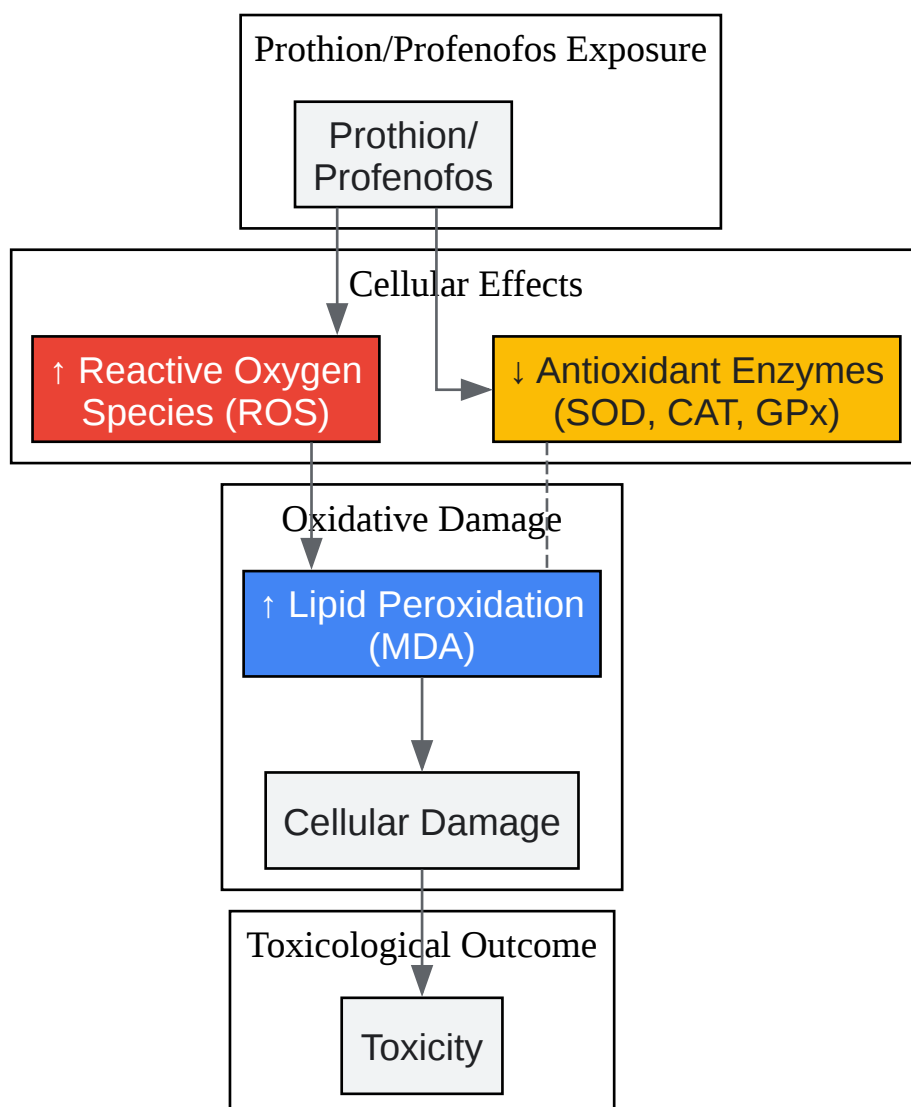 Prothion/Profenofos Exposure
Prothion/
Profenofos
Cellular Effects
↑ Reactive Oxygen
Species (ROS)
↓ Antioxidant Enzymes
(SOD, CAT, GPx)
Oxidative Damage
↑ Lipid Peroxidation
(MDA)
Cellular Damage
Toxicological Outcome
Toxicity